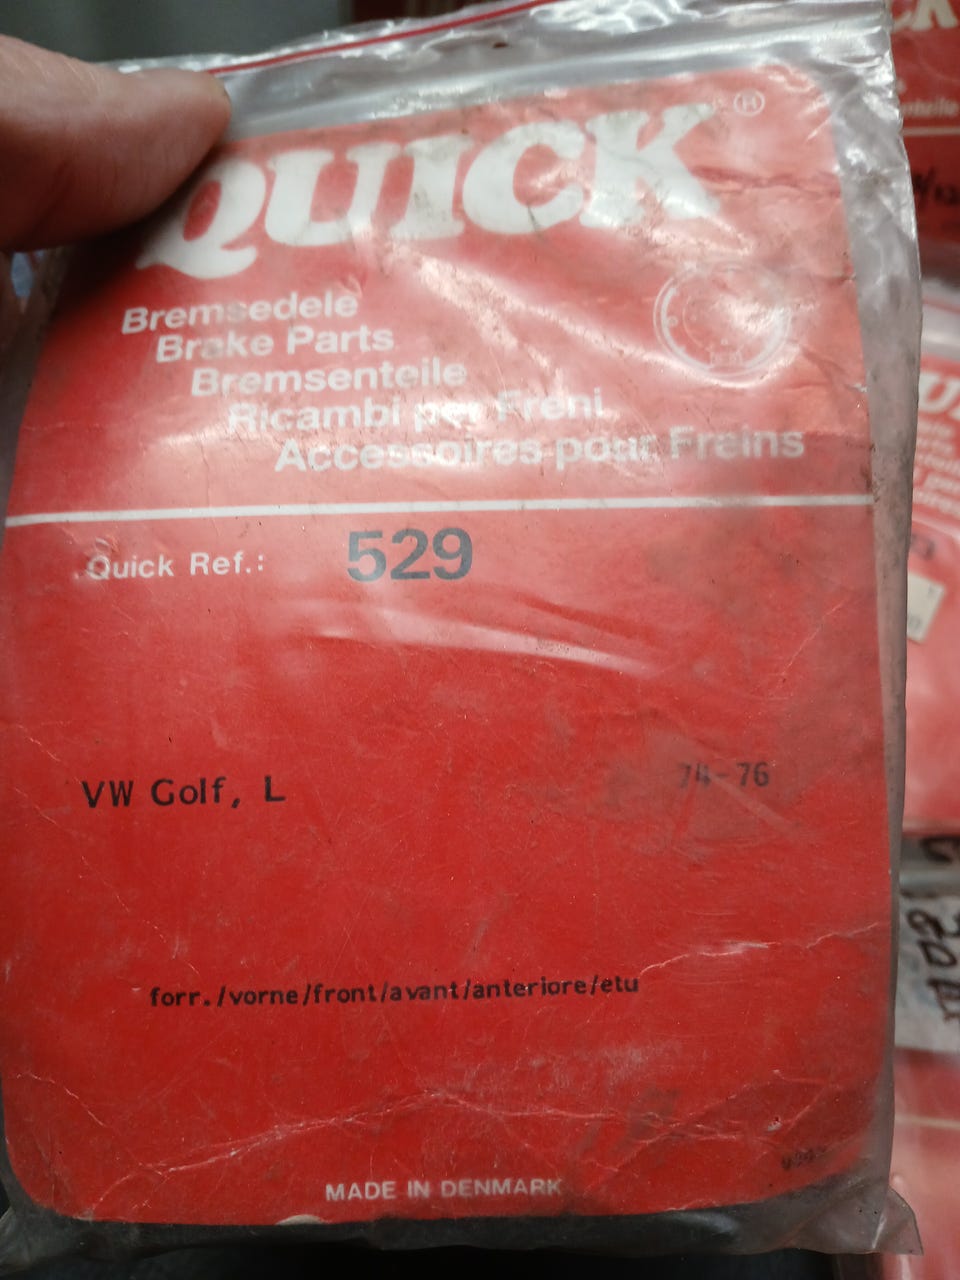 QUICK ®
Bremsedele
Brake Parts
Bremsenteile
Ricambi per Freni
Accessoires pour Freins
Quick Ref.: 529
VW Golf, L 74-76
forr./vorne/front/avant/anteriore/etu
MADE IN DENMARK